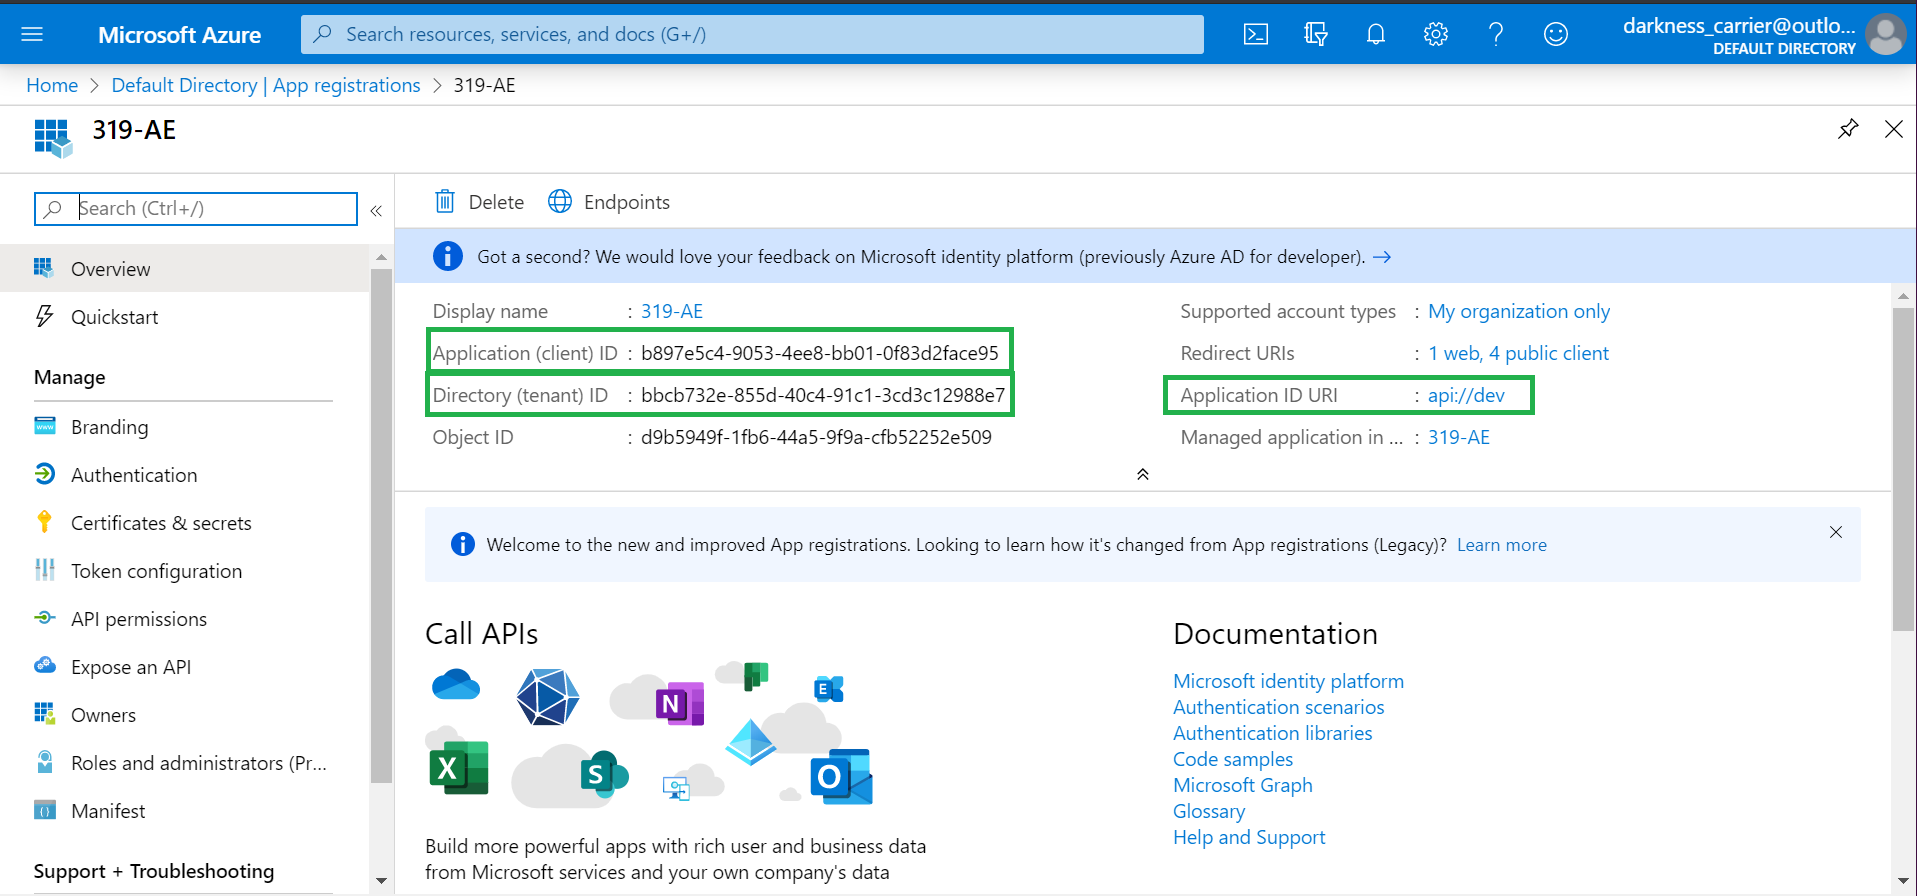 Microsoft Azure
Search resources, services, and docs (G+/)
darkness_carrier@outlo...
DEFAULT DIRECTORY
Home > Default Directory | App registrations > 319-AE
319-AE
Search (Ctrl+/)
«
Overview
Quickstart
Manage
Branding
Authentication
Certificates & secrets
Token configuration
API permissions
Expose an API
Owners
Roles and administrators (Pr...
Manifest
Support + Troubleshooting
Delete
Endpoints
Got a second? We would love your feedback on Microsoft identity platform (previously Azure AD for developer). →
Display name : 319-AE
Application (client) ID : b897e5c4-9053-4ee8-bb01-0f83d2face95
Directory (tenant) ID : bbcb732e-855d-40c4-91c1-3cd3c12988e7
Object ID : d9b5949f-1fb6-44a5-9f9a-cfb52252e509
Supported account types : My organization only
Redirect URIs : 1 web, 4 public client
Application ID URI : api://dev
Managed application in ... : 319-AE
Welcome to the new and improved App registrations. Looking to learn how it's changed from App registrations (Legacy)? Learn more
Call APIs
N
E
X
S
O
Build more powerful apps with rich user and business data
from Microsoft services and your own company's data
Documentation
Microsoft identity platform
Authentication scenarios
Authentication libraries
Code samples
Microsoft Graph
Glossary
Help and Support